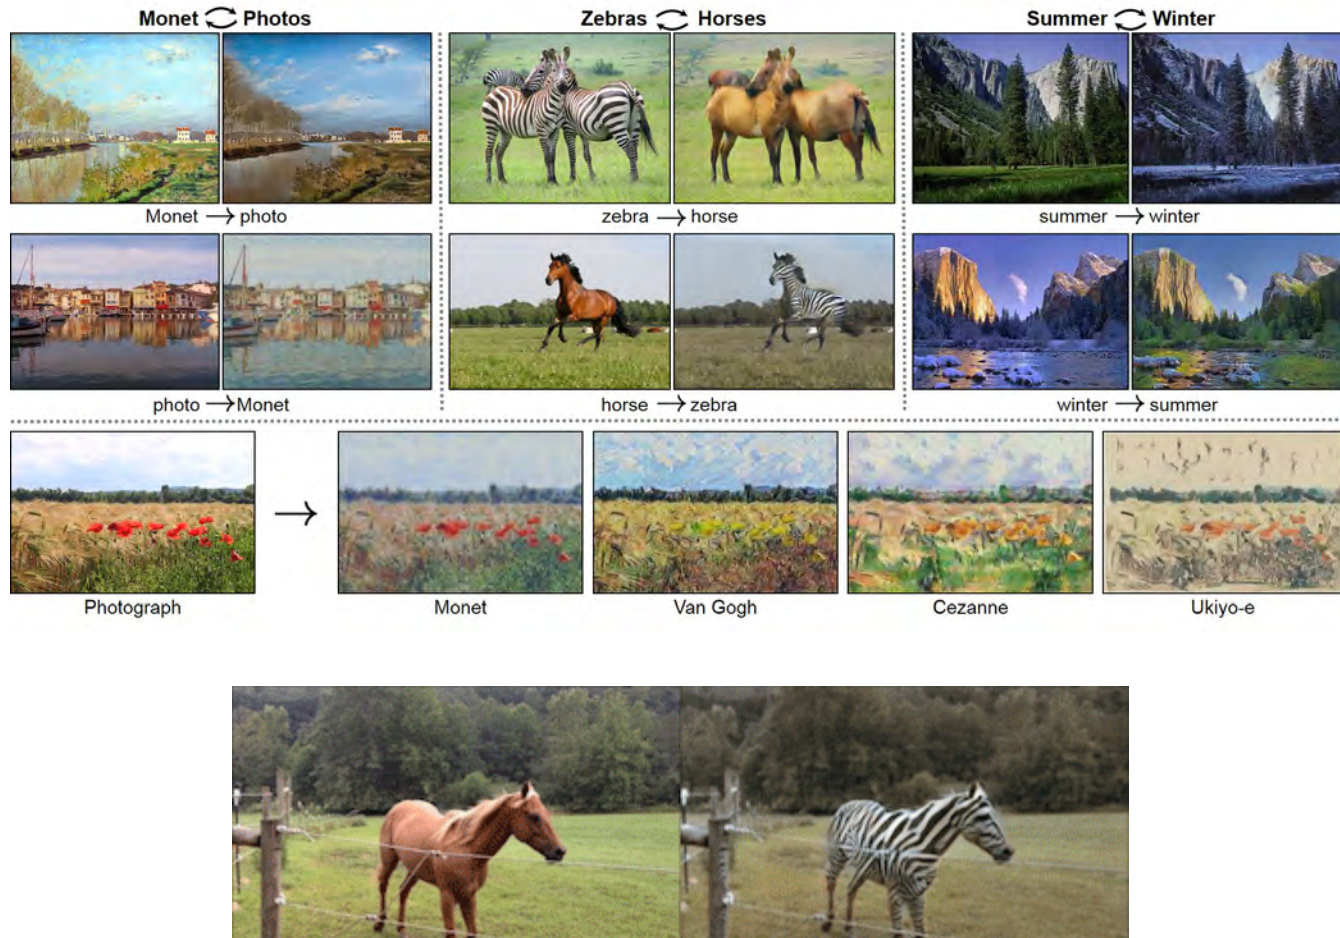 Monet Photos
Zebras Horses
Summer Winter
Monet → photo
zebra → horse
summer → winter
photo → Monet
horse → zebra
winter → summer
Photograph
→
Monet
Van Gogh
Cezanne
Ukiyo-e